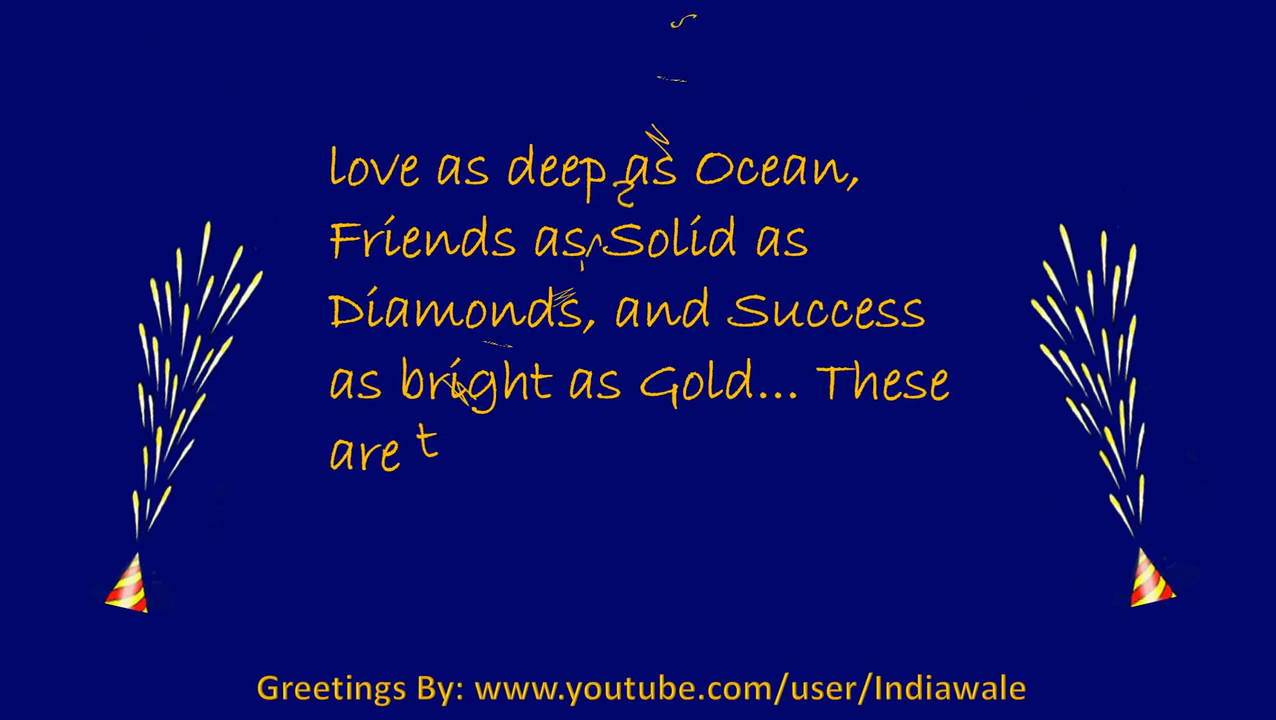 love as deep as Ocean,
Friends as Solid as
Diamonds, and Success
as bright as Gold... These
are t
Greetings By: www.youtube.com/user/Indiawale